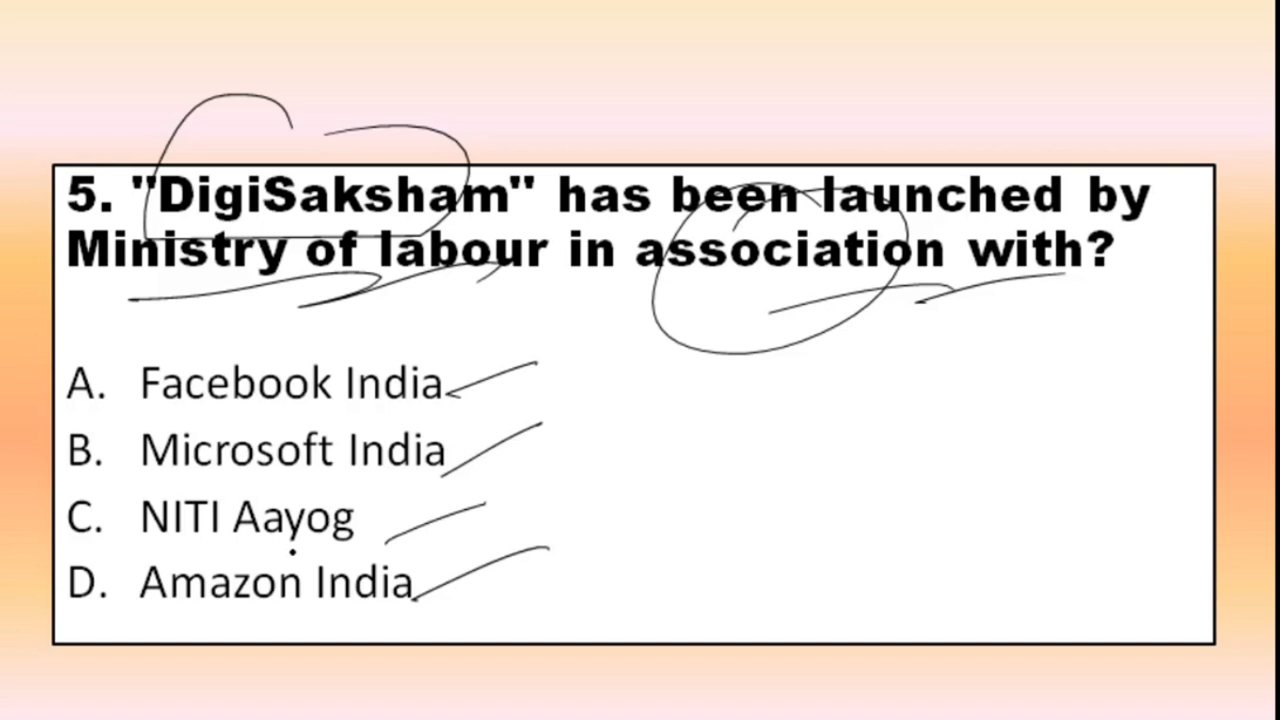 5. "DigiSaksham" has been launched by
Ministry of labour in association with?
A. Facebook India
B. Microsoft India
C. NITI Aayog
D. Amazon India